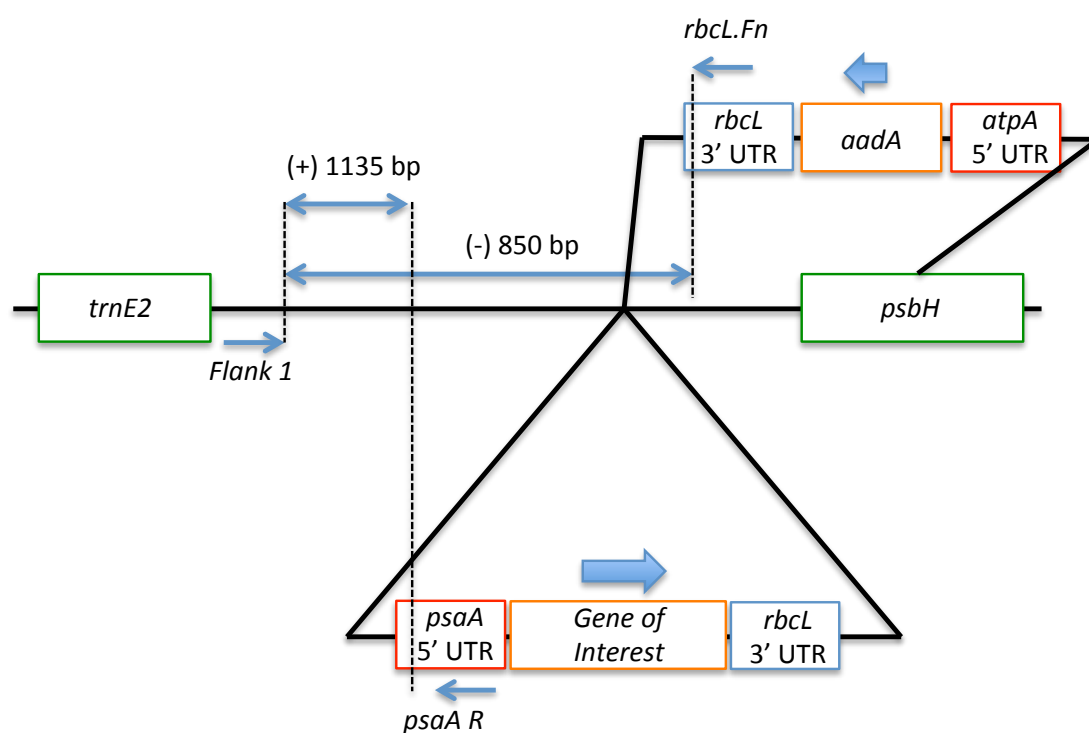 rbcL.Fn
rbcL
3’ UTR
aadA
atpA
5’ UTR
(+) 1135 bp
(-) 850 bp
trnE2
psbH
Flank 1
psaA
5’ UTR
Gene of
Interest
rbcL
3’ UTR
psaA R